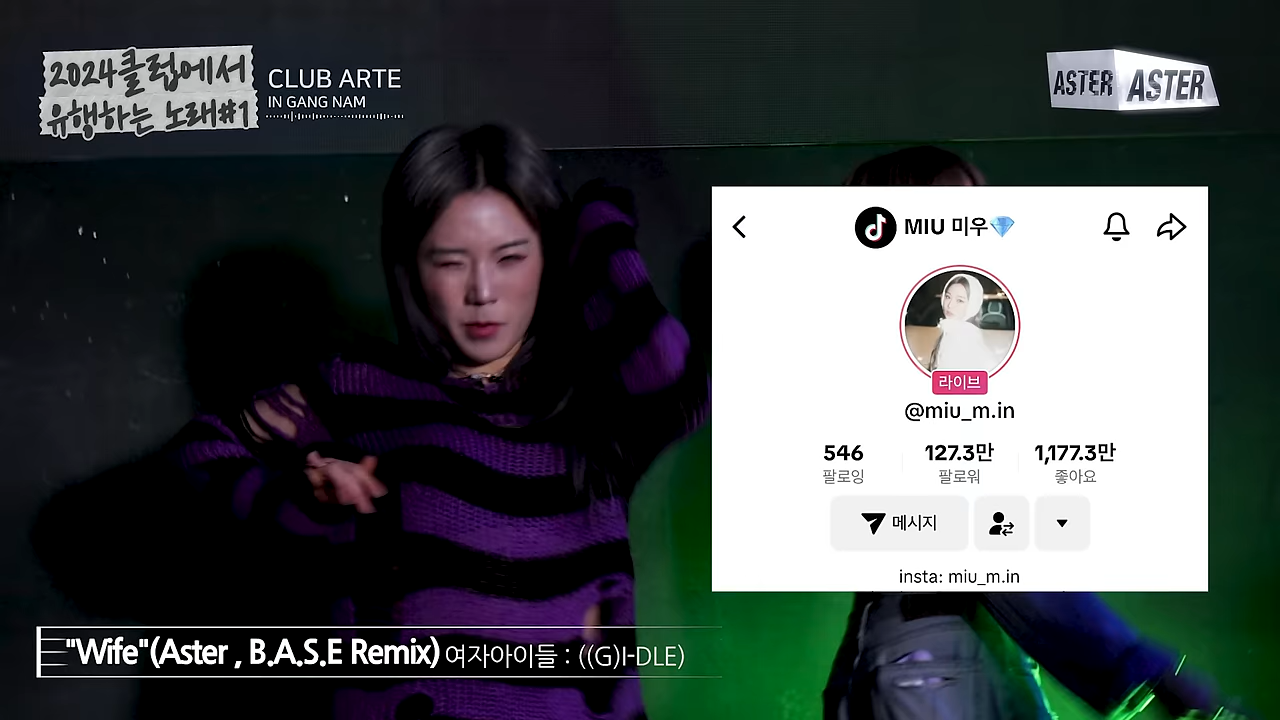 2024클럽에서
유행하는 노래#1
CLUB ARTE
IN GANG NAM
ASTER ASTER
MIU 미우💎
라이브
@miu_m.in
546 127.3만 1,177.3만
팔로잉 팔로워 좋아요
메시지
insta: miu_m.in
"Wife"(Aster , B.A.S.E Remix) 여자아이들 : ((G)I-DLE)